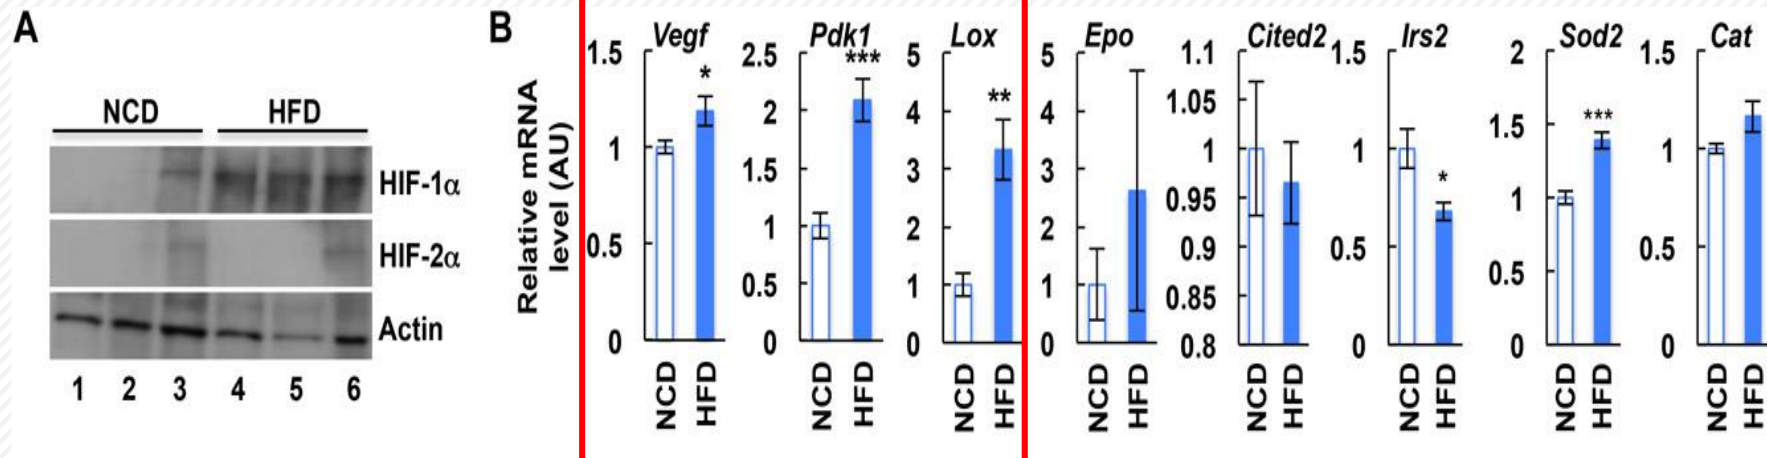 A
NCD HFD
HIF-1α
HIF-2α
Actin
1 2 3 4 5 6
B
Relative mRNA
level (AU)
Vegf
1.5
1
0.5
0
*
NCD
HFD
Pdk1
2.5
2
1.5
1
0.5
0
***
NCD
HFD
Lox
5
4
3
2
1
0
**
NCD
HFD
Epo
5
4
3
2
1
0
NCD
HFD
Cited2
1.1
1.05
1
0.95
0.9
0.85
0.8
NCD
HFD
Irs2
1.5
1
0.5
0
*
NCD
HFD
Sod2
2
1.5
1
0.5
0
***
NCD
HFD
Cat
1.5
1
0.5
0
NCD
HFD